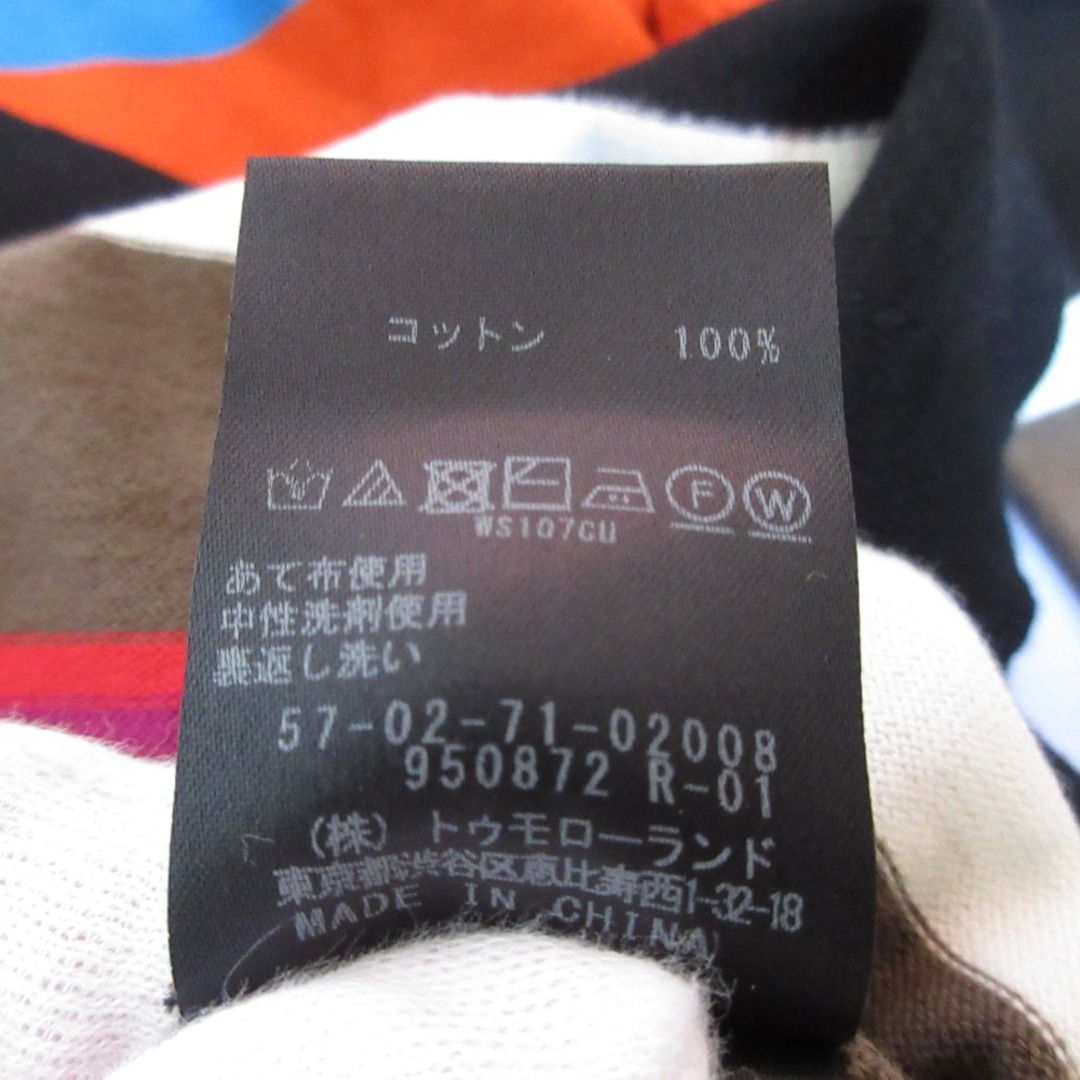 コットン 100%
F W
WS107CU
あて布使用
中性洗剤使用
裏返し洗い
57-02-71-02008
950872 R-01
(株) トゥモローランド
東京都渋谷区恵比寿西1-32-18
MADE IN CHINA